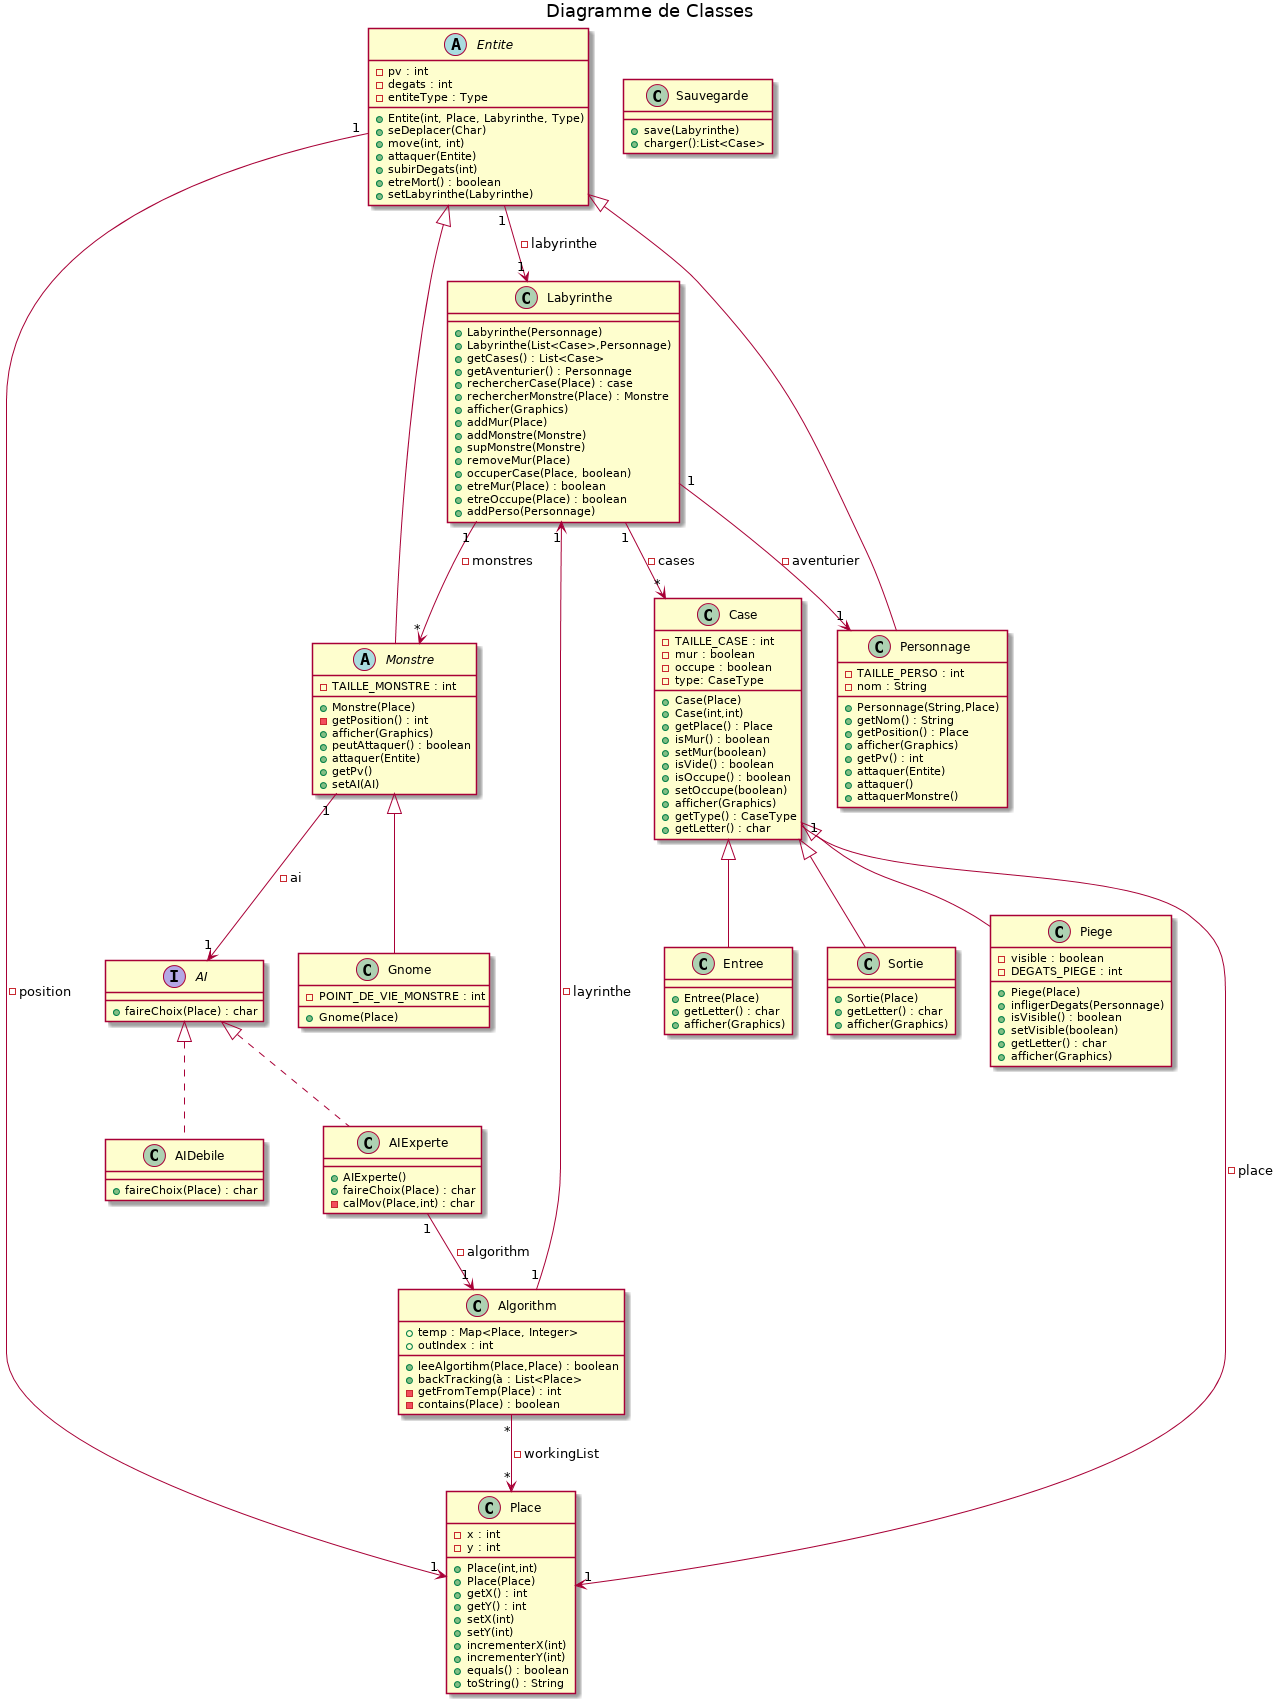 Diagramme de Classes
A Entite
pv : int
degats : int
entiteType : Type
Entite(int, Place, Labyrinthe, Type)
seDeplacer(Char)
move(int, int)
attaquer(Entite)
subirDegats(int)
etreMort() : boolean
setLabyrinthe(Labyrinthe)
C Sauvegarde
save(Labyrinthe)
charger():List<Case>
1
1
labyrinthe
1
C Labyrinthe
Labyrinthe(Personnage)
Labyrinthe(List<Case>,Personnage)
getCases() : List<Case>
getAventurier() : Personnage
rechercherCase(Place) : case
rechercherMonstre(Place) : Monstre
afficher(Graphics)
addMur(Place)
addMonstre(Monstre)
supMonstre(Monstre)
removeMur(Place)
occuperCase(Place, boolean)
etreMur(Place) : boolean
etreOccupe(Place) : boolean
addPerso(Personnage)
1
1
1
1
monstres
cases
aventurier
*
*
1
A Monstre
TAILLE_MONSTRE : int
Monstre(Place)
getPosition() : int
afficher(Graphics)
peutAttaquer() : boolean
attaquer(Entite)
getPv()
setAI(AI)
C Case
TAILLE_CASE : int
mur : boolean
occupe : boolean
type: CaseType
Case(Place)
Case(int,int)
getPlace() : Place
isMur() : boolean
setMur(boolean)
isVide() : boolean
isOccupe() : boolean
setOccupe(boolean)
afficher(Graphics)
getType() : CaseType
getLetter() : char
C Personnage
TAILLE_PERSO : int
nom : String
Personnage(String,Place)
getNom() : String
getPosition() : Place
afficher(Graphics)
getPv() : int
attaquer(Entite)
attaquer()
attaquerMonstre()
1
1
ai
1
C Entree
Entree(Place)
getLetter() : char
afficher(Graphics)
C Sortie
Sortie(Place)
getLetter() : char
afficher(Graphics)
C Piege
visible : boolean
DEGATS_PIEGE : int
Piege(Place)
infligerDegats(Personnage)
isVisible() : boolean
setVisible(boolean)
getLetter() : char
afficher(Graphics)
I AI
faireChoix(Place) : char
C Gnome
POINT_DE_VIE_MONSTRE : int
Gnome(Place)
position
layrinthe
C AIDebile
faireChoix(Place) : char
C AIExperte
AIExperte()
faireChoix(Place) : char
calMov(Place,int) : char
place
1
algorithm
1
1
C Algorithm
temp : Map<Place, Integer>
outIndex : int
leeAlgortihm(Place,Place) : boolean
backTracking(à : List<Place>
getFromTemp(Place) : int
contains(Place) : boolean
*
workingList
*
C Place
x : int
y : int
Place(int,int)
Place(Place)
getX() : int
getY() : int
setX(int)
setY(int)
incrementerX(int)
incrementerY(int)
equals() : boolean
toString() : String
1
1